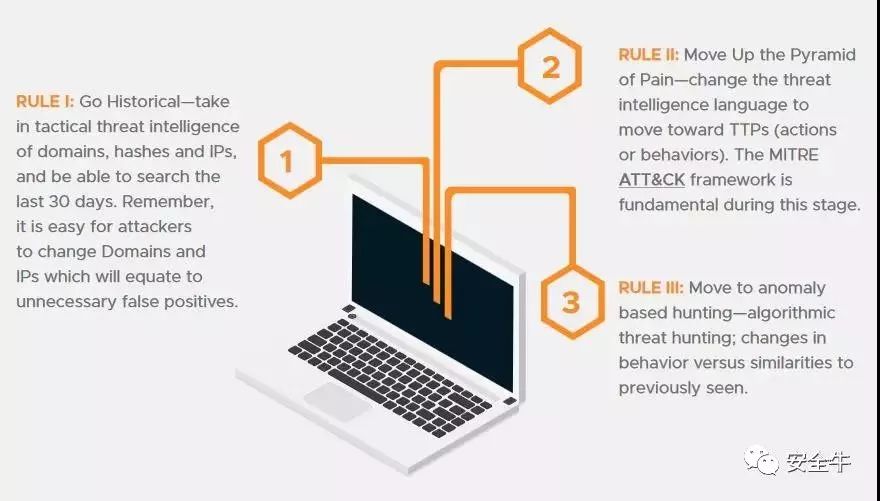 RULE I: Go Historical—take
in tactical threat intelligence
of domains, hashes and IPs,
and be able to search the
last 30 days. Remember,
it is easy for attackers
to change Domains and
IPs which will equate to
unnecessary false positives.
1
2
RULE II: Move Up the Pyramid
of Pain—change the threat
intelligence language to
move toward TTPs (actions
or behaviors). The MITRE
ATT&CK framework is
fundamental during this stage.
3
RULE III: Move to anomaly
based hunting—algorithmic
threat hunting; changes in
behavior versus similarities to
previously seen.
安全牛